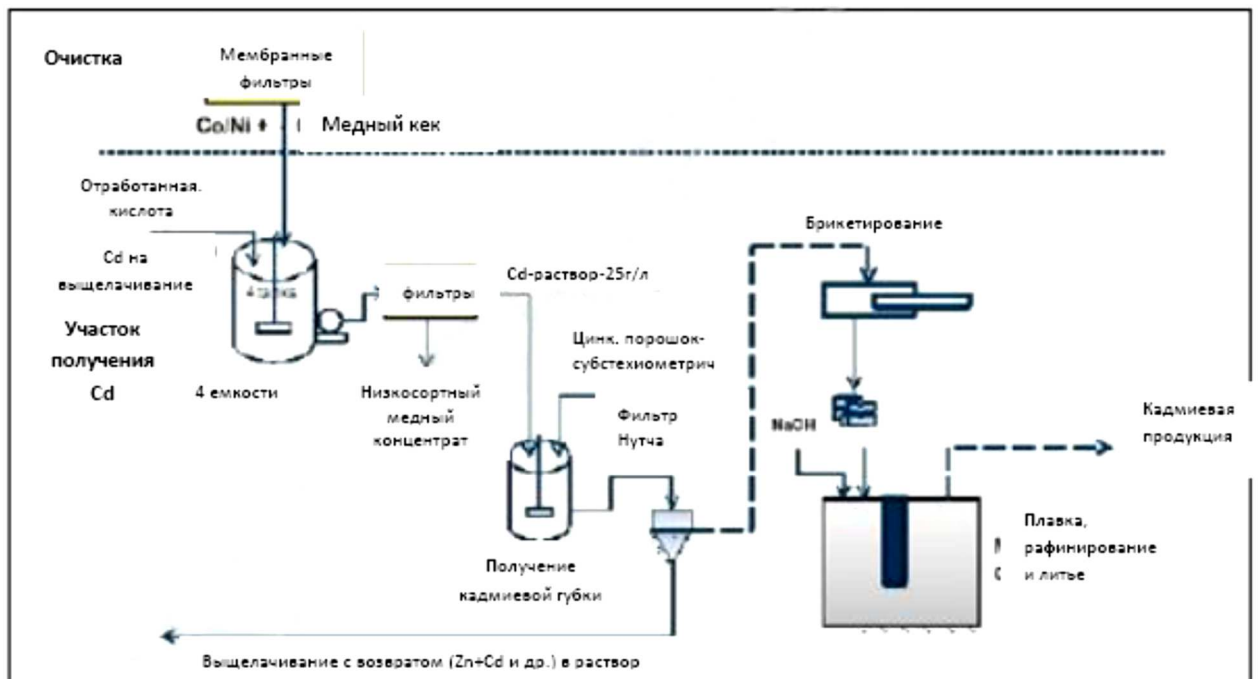 Очистка
Мембранные
фильтры
Co/Ni +
Медный кек
Отработанная.
кислота
Cd на
выщелачивание
Участок
получения
Cd
4 емкости
фильтры
Cd-раствор-25г/л
Низкосортный
медный
концентрат
Цинк. порошок-
субстехиометрич
Фильтр
Нутча
Получение
кадмиевой губки
Брикетирование
NaOH
Кадмиевая
продукция
Плавка,
рафинирование
и литье
Выщелачивание с возвратом (Zn+Cd и др.) в раствор